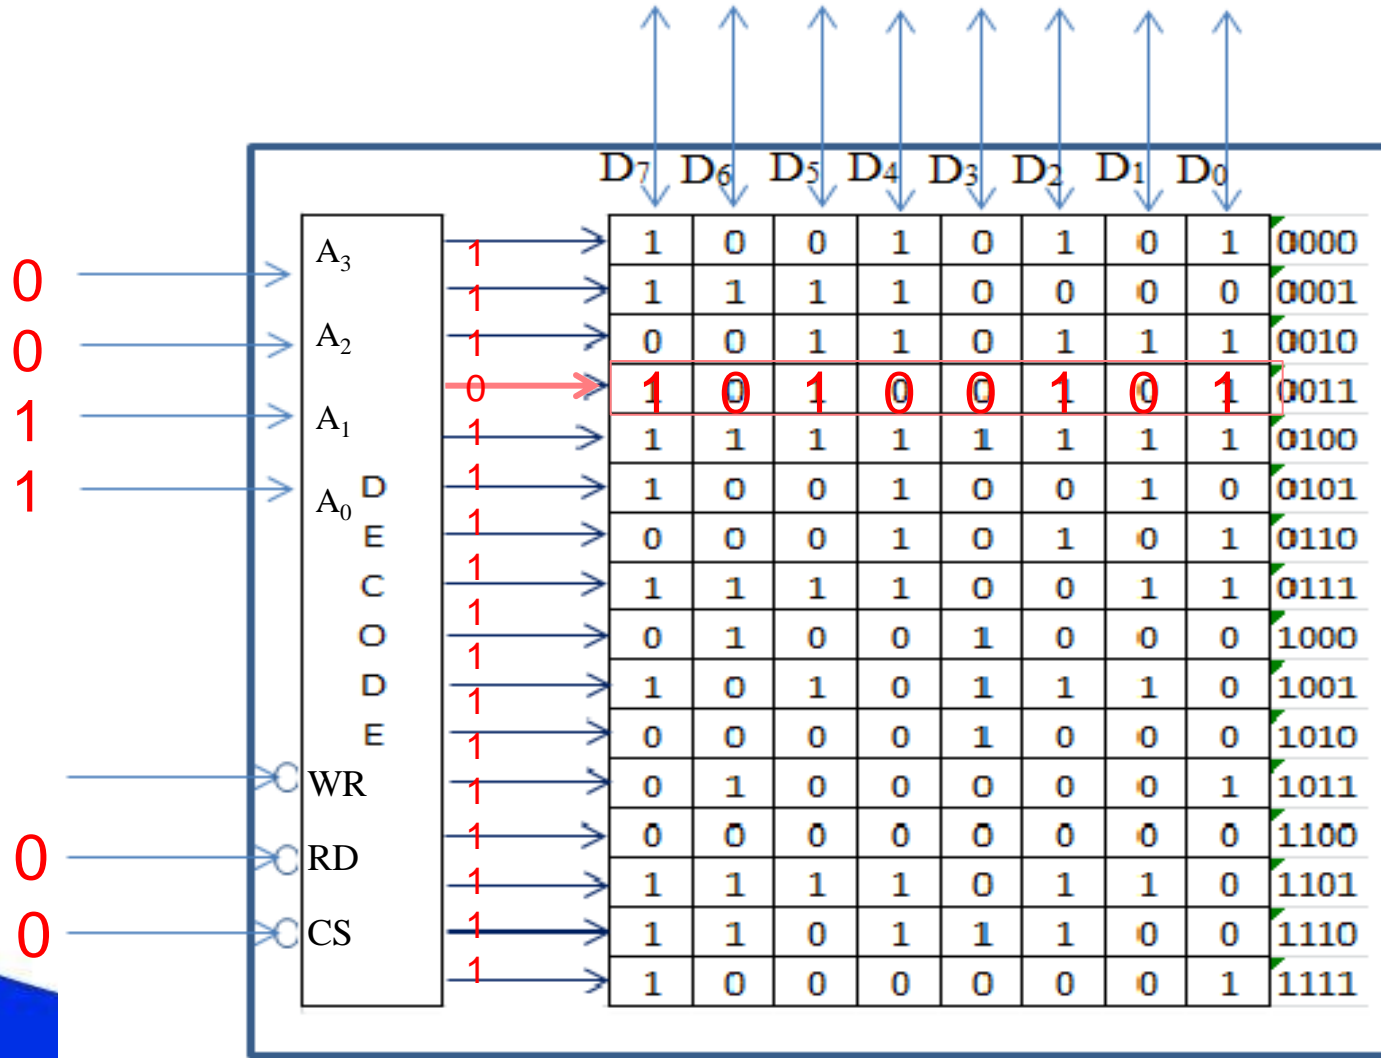 D7 D6 D5 D4 D3 D2 D1 D0
A3 1 1 0 0 1 0 1 0 1 0000
0 1 1 1 1 1 0 0 0 0 0001
0 A2 1 0 0 1 1 0 1 1 1 0010
0 1 0 1 0 0 1 0 1 0011
1 A1 1 1 1 1 1 1 1 1 1 0100
1 A0 D 1 1 0 0 1 0 0 1 0 0101
E 1 0 0 0 1 0 1 0 1 0110
C 1 1 1 1 1 0 0 1 1 0111
1
O 1 0 1 0 0 1 0 0 0 1000
D 1 1 0 1 0 1 1 1 0 1001
E 1 0 0 0 0 1 0 0 0 1010
WR 1 0 1 0 0 0 0 0 1 1011
0 RD 1 0 0 0 0 0 0 0 0 1100
1 1 1 1 1 0 1 1 0 1101
0 CS 1 1 1 0 1 1 1 0 0 1110
1 1 0 0 0 0 0 0 1 1111